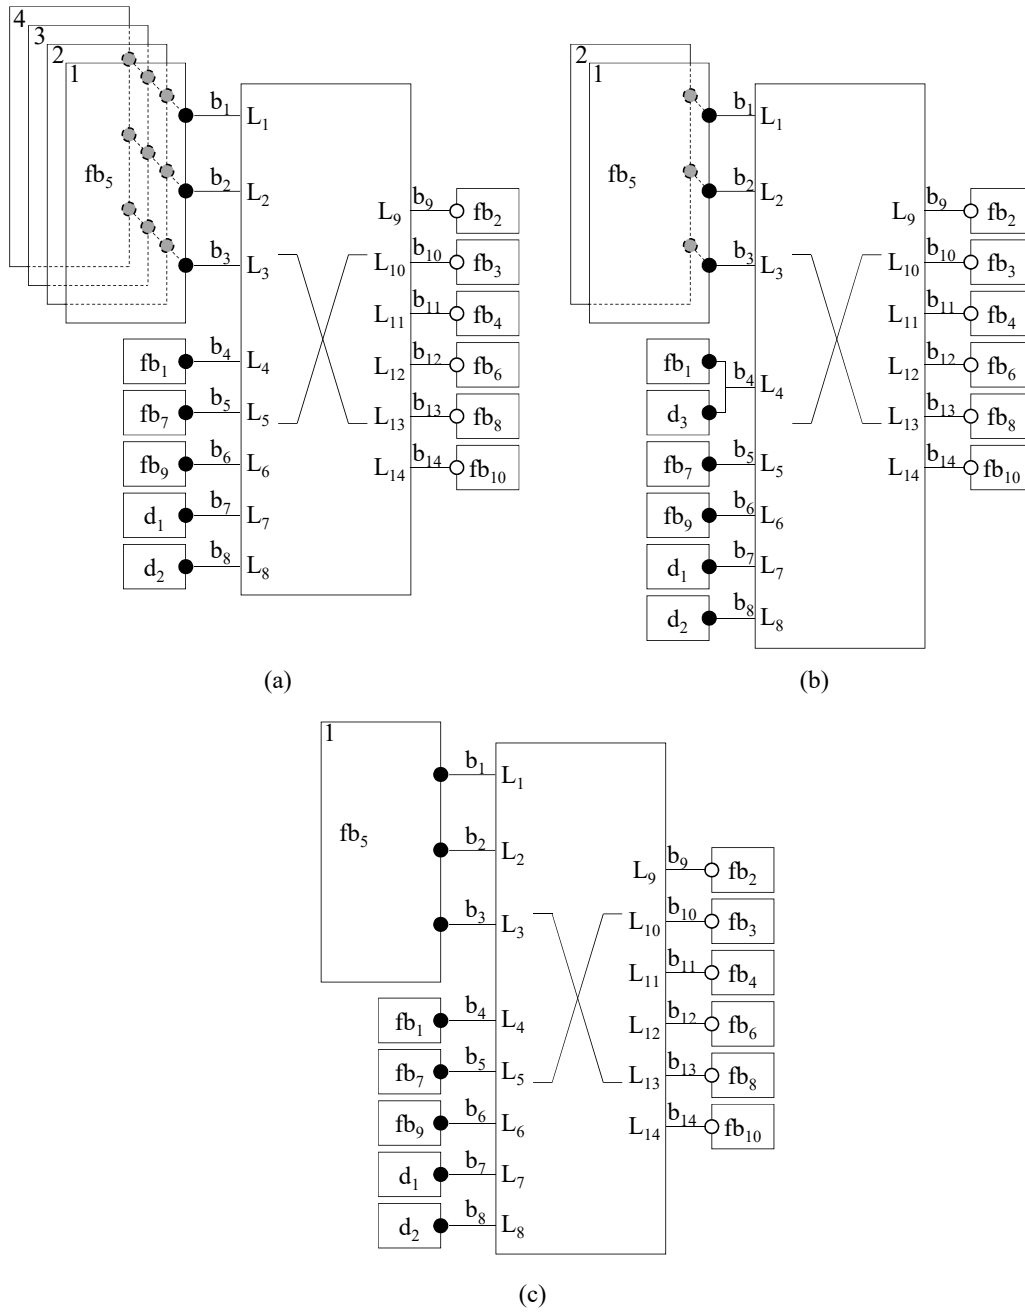 4
3
2
1
b1 L1
b2 L2
fb5
b3 L3
b4 L4
fb1
b5 L5
fb7
b6 L6
fb9
b7 L7
d1
b8 L8
d2
L9 b9 fb2
L10 b10 fb3
L11 b11 fb4
L12 b12 fb6
L13 b13 fb8
L14 b14 fb10
(a)
2
1
b1 L1
b2 L2
fb5
b3 L3
fb1
b4 L4
d3
b5 L5
fb7
b6 L6
fb9
b7 L7
d1
b8 L8
d2
L9 b9 fb2
L10 b10 fb3
L11 b11 fb4
L12 b12 fb6
L13 b13 fb8
L14 b14 fb10
(b)
1
b1 L1
b2 L2
fb5
b3 L3
b4 L4
fb1
b5 L5
fb7
b6 L6
fb9
b7 L7
d1
b8 L8
d2
L9 b9 fb2
L10 b10 fb3
L11 b11 fb4
L12 b12 fb6
L13 b13 fb8
L14 b14 fb10
(c)